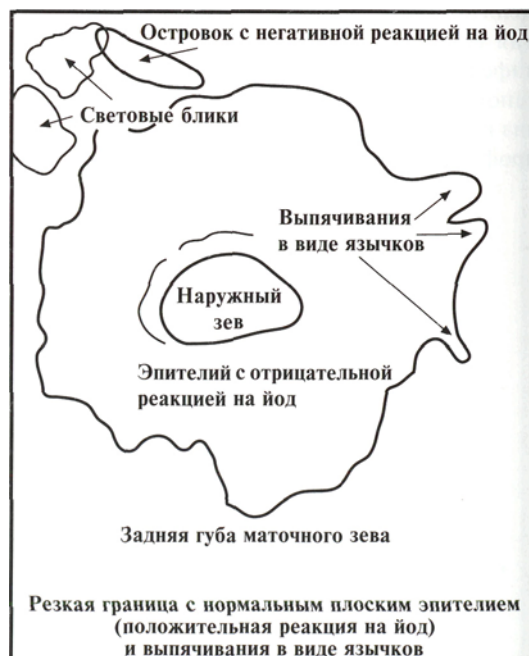 Островок с негативной реакцией на йод
Световые блики
Выпячивания
в виде язычков
Наружный
зев
Эпителий с отрицательной
реакцией на йод
Задняя губа маточного зева
Резкая граница с нормальным плоским эпителием
(положительная реакция на йод)
и выпячивания в виде язычков